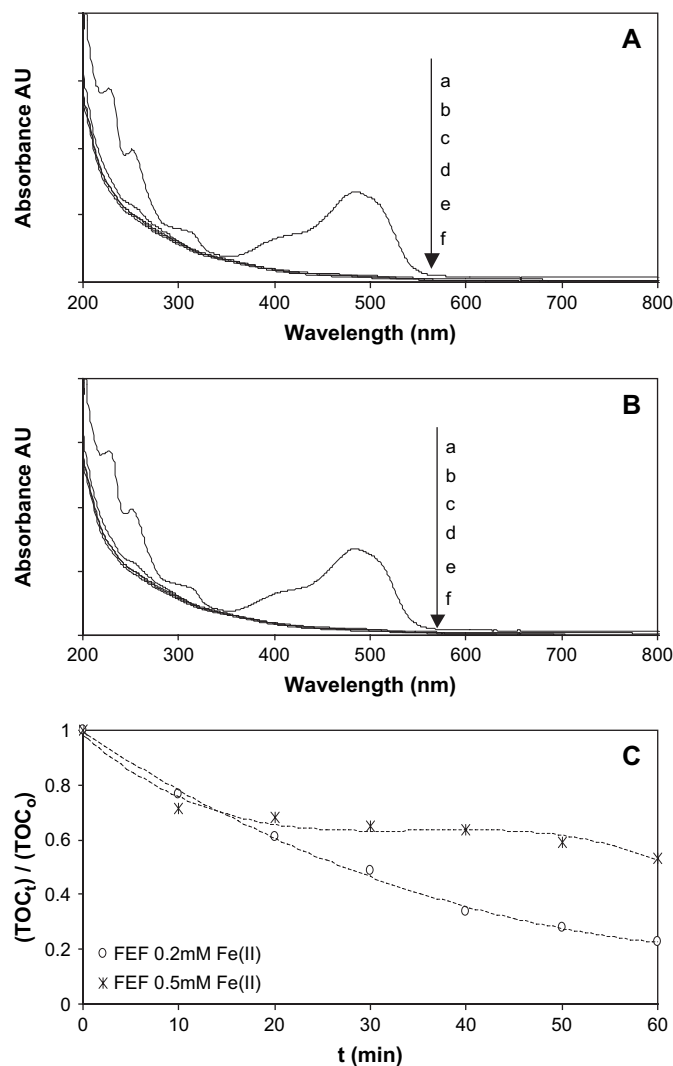 A
Absorbance AU
a
b
c
d
e
f
200 300 400 500 600 700 800
Wavelength (nm)
B
Absorbance AU
a
b
c
d
e
f
200 300 400 500 600 700 800
Wavelength (nm)
C
(TOCt) / (TOCo)
1
0.8
0.6
0.4
0.2
0
FEF 0.2mM Fe(II)
FEF 0.5mM Fe(II)
0 10 20 30 40 50 60
t (min)